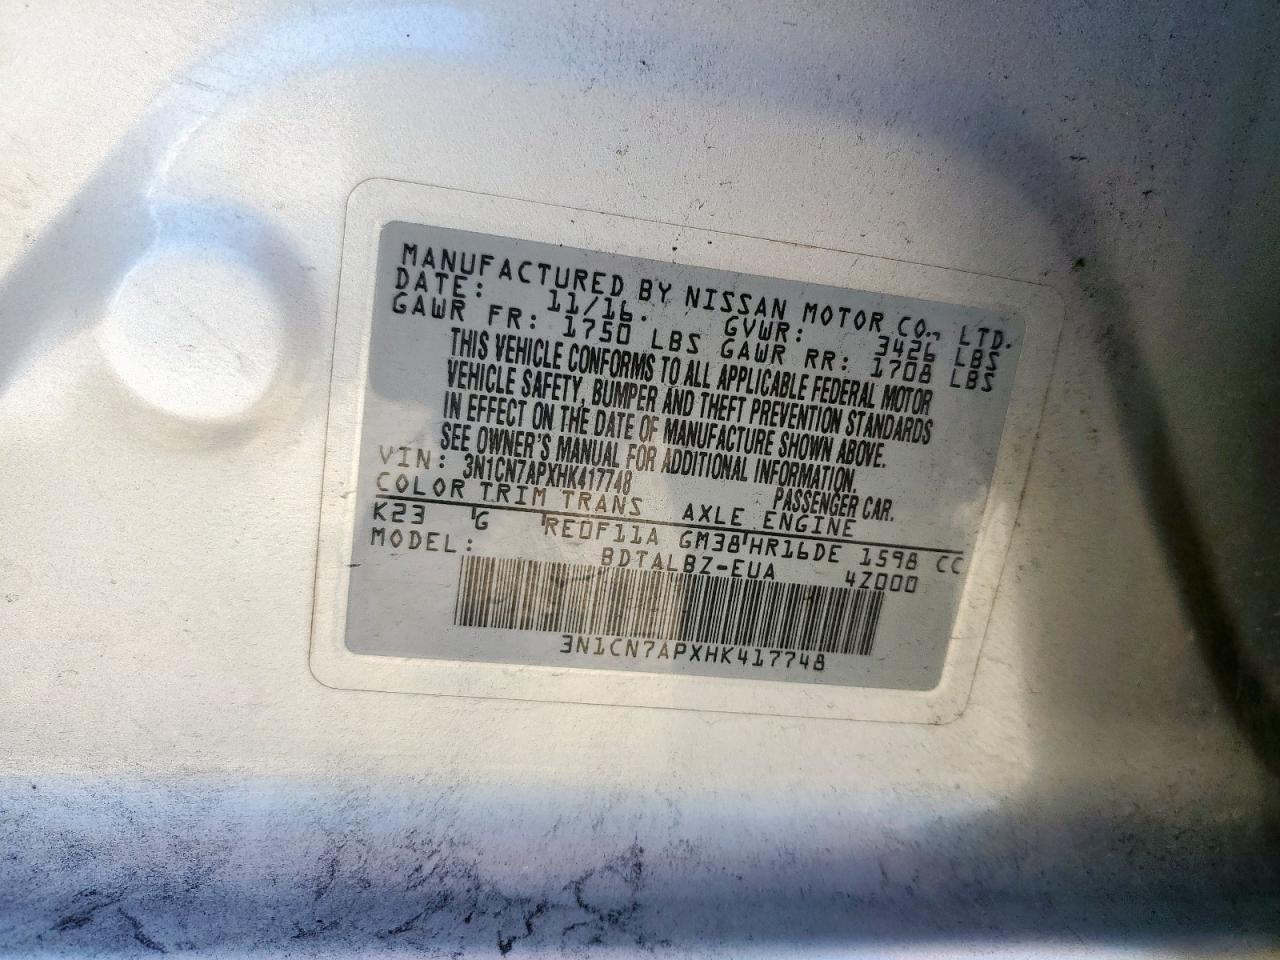 MANUFACTURED BY NISSAN MOTOR CO., LTD.
DATE: 11/16. GVWR: 3426 LBS
GAWR FR: 1750 LBS GAWR RR: 1708 LBS
THIS VEHICLE CONFORMS TO ALL APPLICABLE FEDERAL MOTOR
VEHICLE SAFETY, BUMPER AND THEFT PREVENTION STANDARDS
IN EFFECT ON THE DATE OF MANUFACTURE SHOWN ABOVE.
SEE OWNER'S MANUAL FOR ADDITIONAL INFORMATION.
VIN: 3N1CN7APXHK417748 PASSENGER CAR.
COLOR TRIM TRANS AXLE ENGINE
K23 G RE0F11A GM38 HR16DE 1598 CC
MODEL: BDTALBZ-EUA 4Z000
3N1CN7APXHK417748